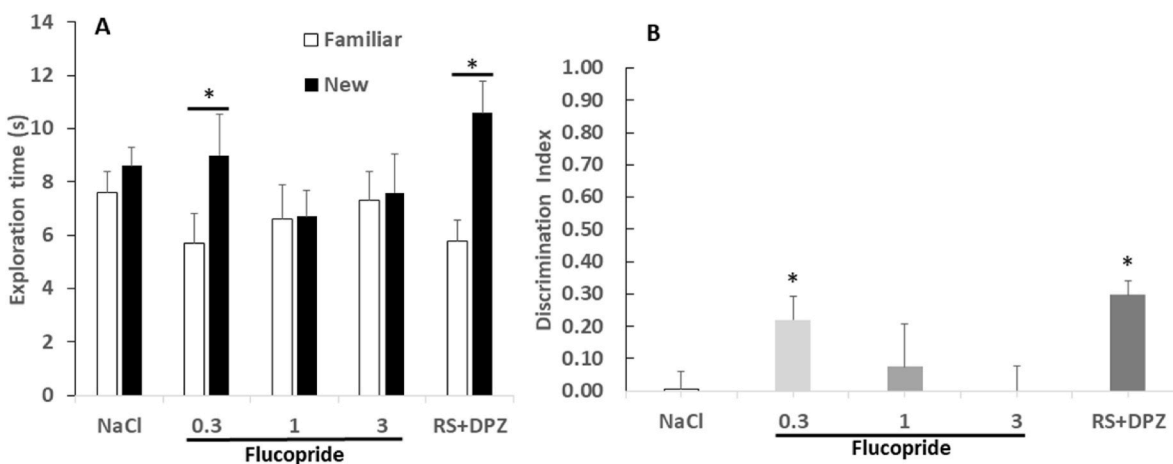 A
Exploration time (s)
14
12
10
8
6
4
2
0
Familiar
New
*
*
NaCl 0.3 1 3 RS+DPZ
Flucopride
B
Discrimination Index
1.00
0.90
0.80
0.70
0.60
0.50
0.40
0.30
0.20
0.10
0.00
*
*
NaCl 0.3 1 3 RS+DPZ
Flucopride